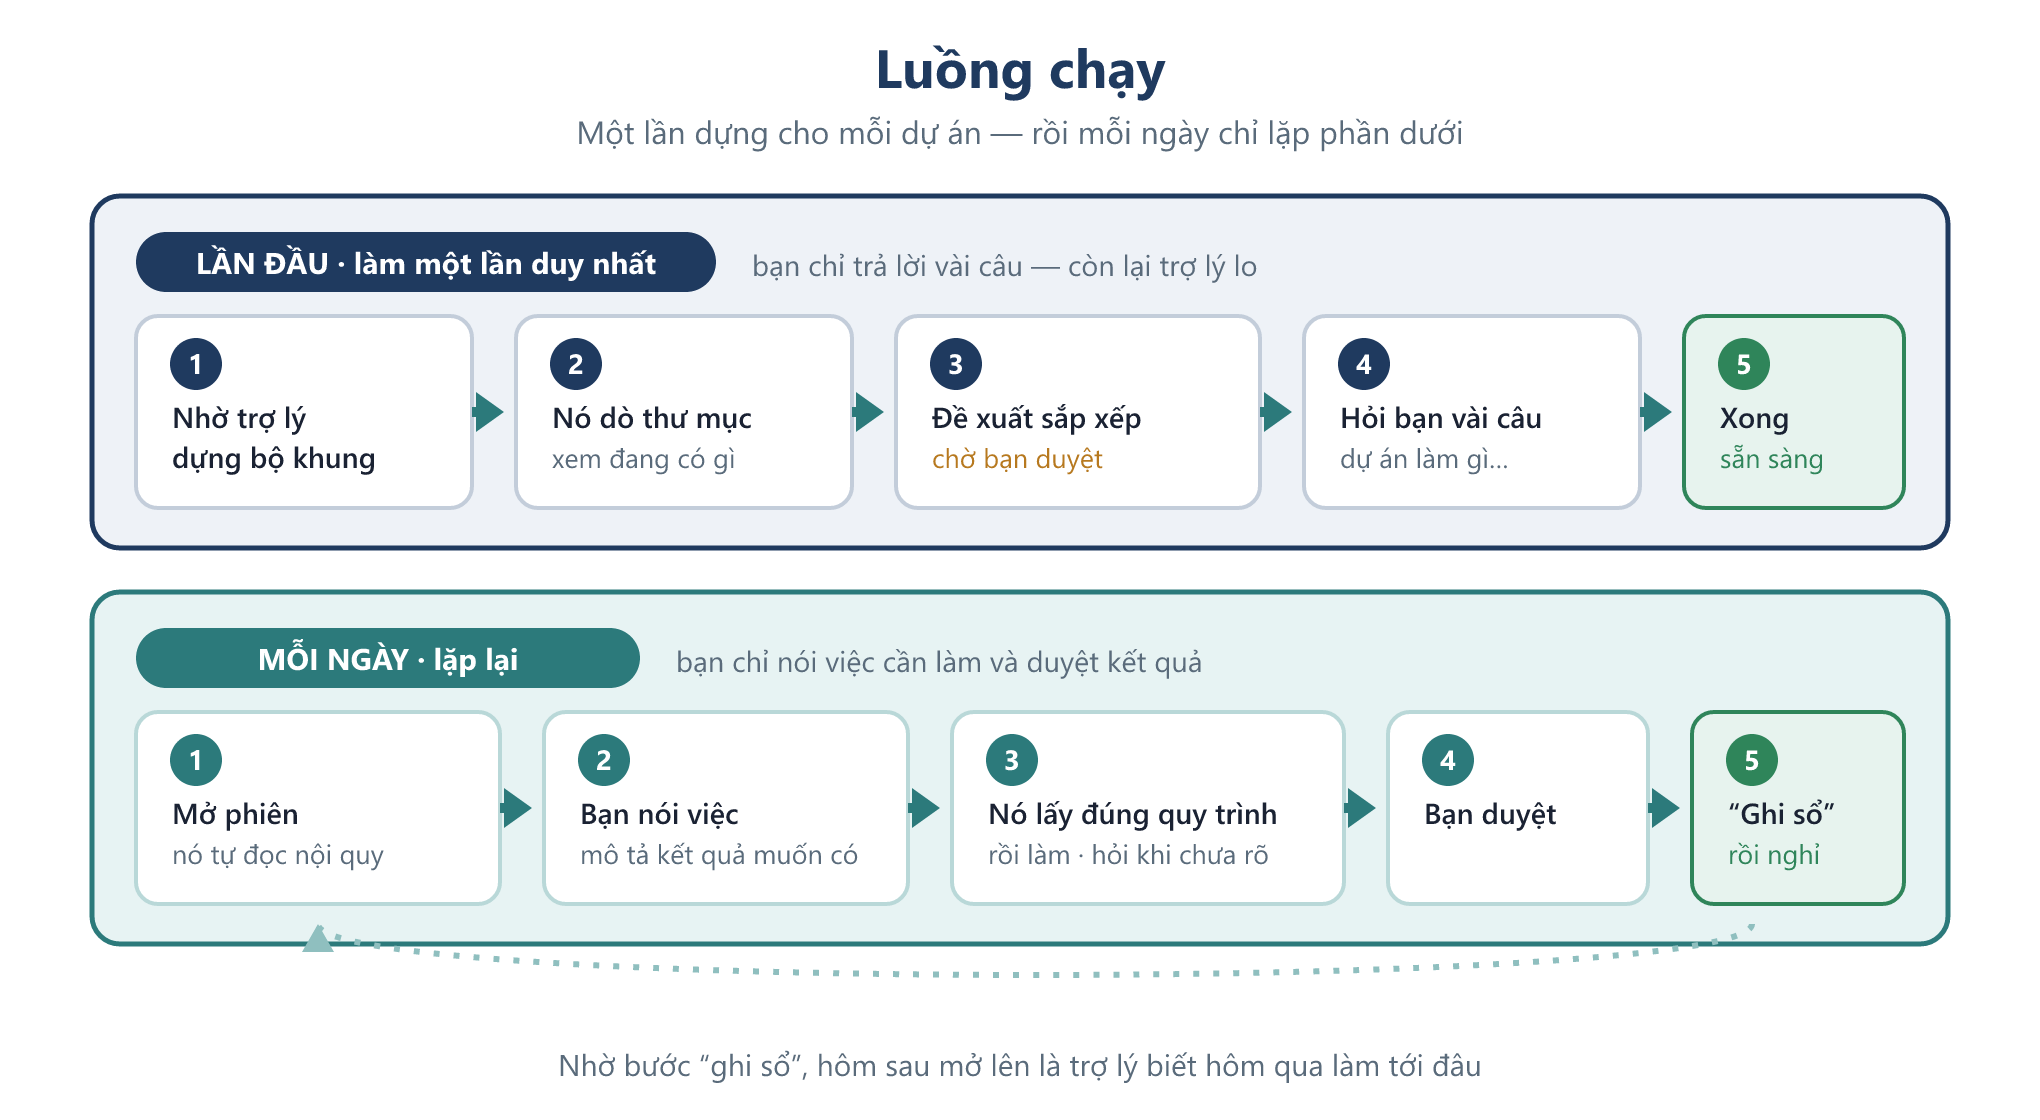 Luồng chạy
Một lần dựng cho mỗi dự án — rồi mỗi ngày chỉ lặp phần dưới
LẦN ĐẦU · làm một lần duy nhất
bạn chỉ trả lời vài câu — còn lại trợ lý lo
1
Nhờ trợ lý
dựng bộ khung
2
Nó dò thư mục
xem đang có gì
3
Đề xuất sắp xếp
chờ bạn duyệt
4
Hỏi bạn vài câu
dự án làm gì...
5
Xong
sẵn sàng
MỖI NGÀY · lặp lại
bạn chỉ nói việc cần làm và duyệt kết quả
1
Mở phiên
nó tự đọc nội quy
2
Bạn nói việc
mô tả kết quả muốn có
3
Nó lấy đúng quy trình
rồi làm · hỏi khi chưa rõ
4
Bạn duyệt
5
“Ghi sổ”
rồi nghỉ
Nhờ bước “ghi sổ”, hôm sau mở lên là trợ lý biết hôm qua làm tới đâu